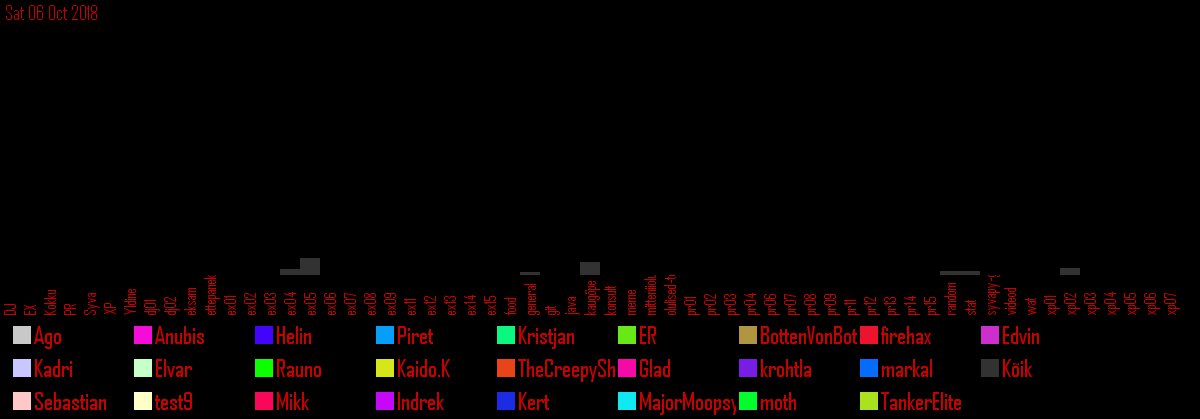 Sat 06 Oct 2018
DJ EX Kokku PR Syva XP Yldine dj01 dj02 eksam ettepanek ex01 ex02 ex03 ex04 ex05 ex06 ex07 ex08 ex09 ex11 ex12 ex13 ex14 ex15 food general git java kaugõpe konsult meme olulised-h pr01 pr02 pr03 pr04 pr06 pr07 pr08 pr09 pr11 pr12 pr13 pr14 pr15 random stat videod wat xp01 xp02 xp03 xp04 xp05 xp06 xp07
Ago Anubis Helin Piret Kristjan ER BottenVonBot firehax Edvin
Kadri Elvar Rauno Kaido.K TheCreepySh Glad krohtla markal Kõik
Sebastian test9 Mikk Indrek Kert MajorMoopsy moth TankerElite